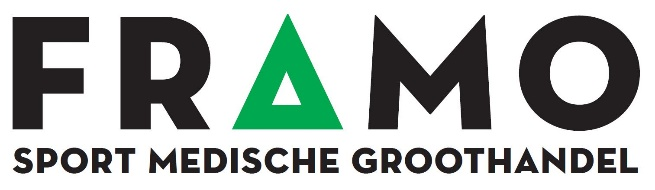 FRAMO
SPORT MEDISCHE GROOTHANDEL